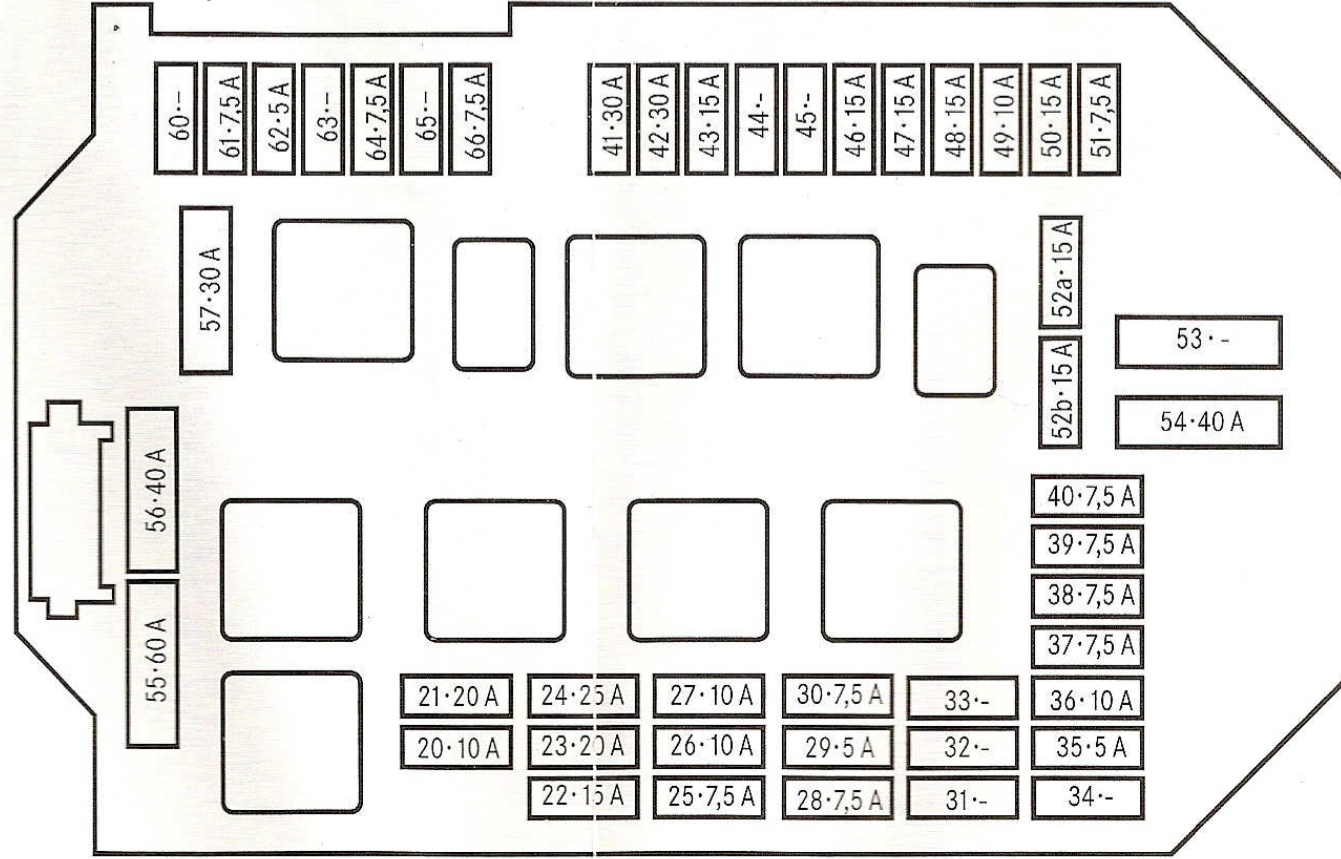 60·–
61·7,5 A
62·5 A
63·–
64·7,5 A
65·–
66·7,5 A
41·30 A
42·30 A
43·15 A
44·-
45·-
46·15 A
47·15 A
48·15 A
49·10 A
50·15 A
51·7,5 A
57·30 A
52a·15 A
52b·15 A
53·-
54·40 A
56·40 A
55·60 A
40·7,5 A
39·7,5 A
38·7,5 A
37·7,5 A
21·20 A
24·25 A
27·10 A
30·7,5 A
33·-
36·10 A
20·10 A
23·20 A
26·10 A
29·5 A
32·-
35·5 A
22·15 A
25·7,5 A
28·7,5 A
31·-
34·-